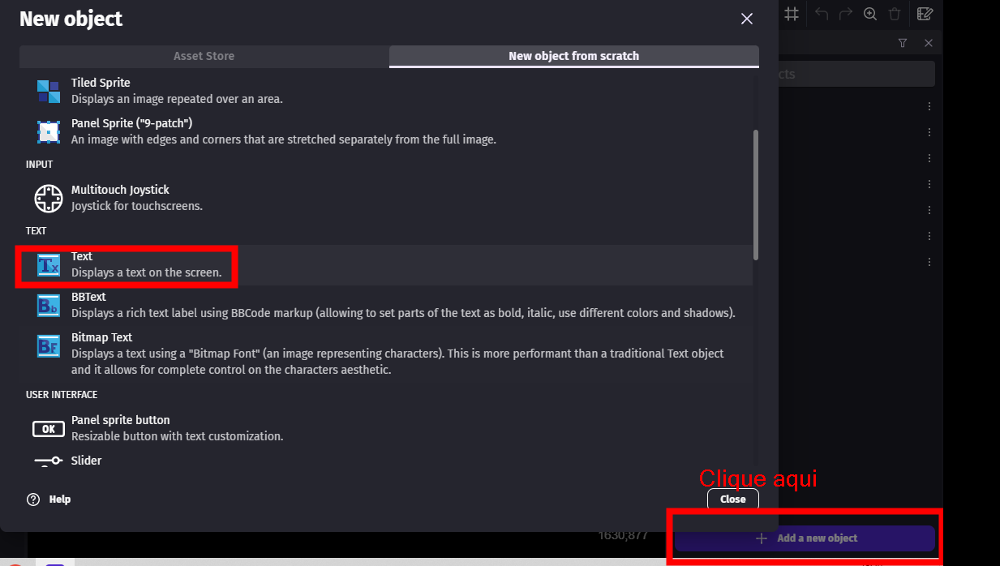 New object
Asset Store
New object from scratch
cts
Tiled Sprite
Displays an image repeated over an area.
Panel Sprite ("9-patch")
An image with edges and corners that are stretched separately from the full image.
INPUT
Multitouch Joystick
Joystick for touchscreens.
TEXT
Tx
Text
Displays a text on the screen.
Bb
BBText
Displays a rich text label using BBCode markup (allowing to set parts of the text as bold, italic, use different colors and shadows).
BF
Bitmap Text
Displays a text using a "Bitmap Font" (an image representing characters). This is more performant than a traditional Text object
and it allows for complete control on the characters aesthetic.
USER INTERFACE
OK
Panel sprite button
Resizable button with text customization.
Slider
Clique aqui
Help
Close
1630;877
Add a new object